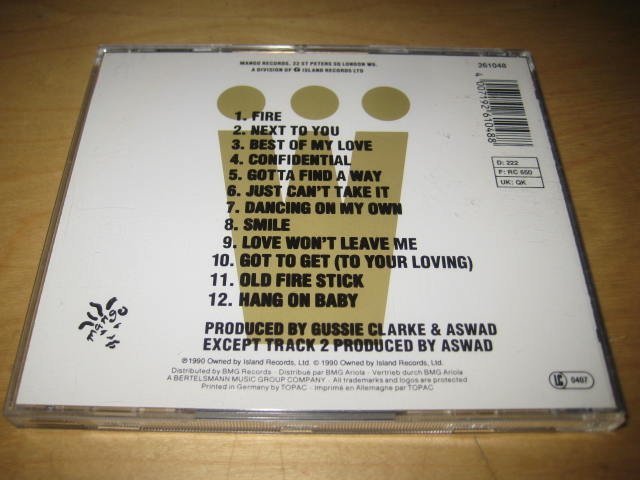 MANGO RECORDS, 22 ST PETERS SQ LONDON W6.
A DIVISION OF ISLAND RECORDS LTD
261048
4 007192 610488
1. FIRE
2. NEXT TO YOU
3. BEST OF MY LOVE
4. CONFIDENTIAL
5. GOTTA FIND A WAY
6. JUST CAN'T TAKE IT
7. DANCING ON MY OWN
8. SMILE
9. LOVE WON'T LEAVE ME
10. GOT TO GET (TO YOUR LOVING)
11. OLD FIRE STICK
12. HANG ON BABY
D: 222
F: RC 650
UK: QK
mango
PRODUCED BY GUSSIE CLARKE & ASWAD
EXCEPT TRACK 2 PRODUCED BY ASWAD
℗ 1990 Owned by Island Records, Ltd. © 1990 Owned by Island Records, Ltd.
Distributed by BMG Records · Distribué par BMG Ariola · Vertrieb durch BMG Ariola
A BERTELSMANN MUSIC GROUP COMPANY · All trademarks and logos are protected
Printed in Germany by TOPAC · Imprimé en Allemagne par TOPAC
LC 0407